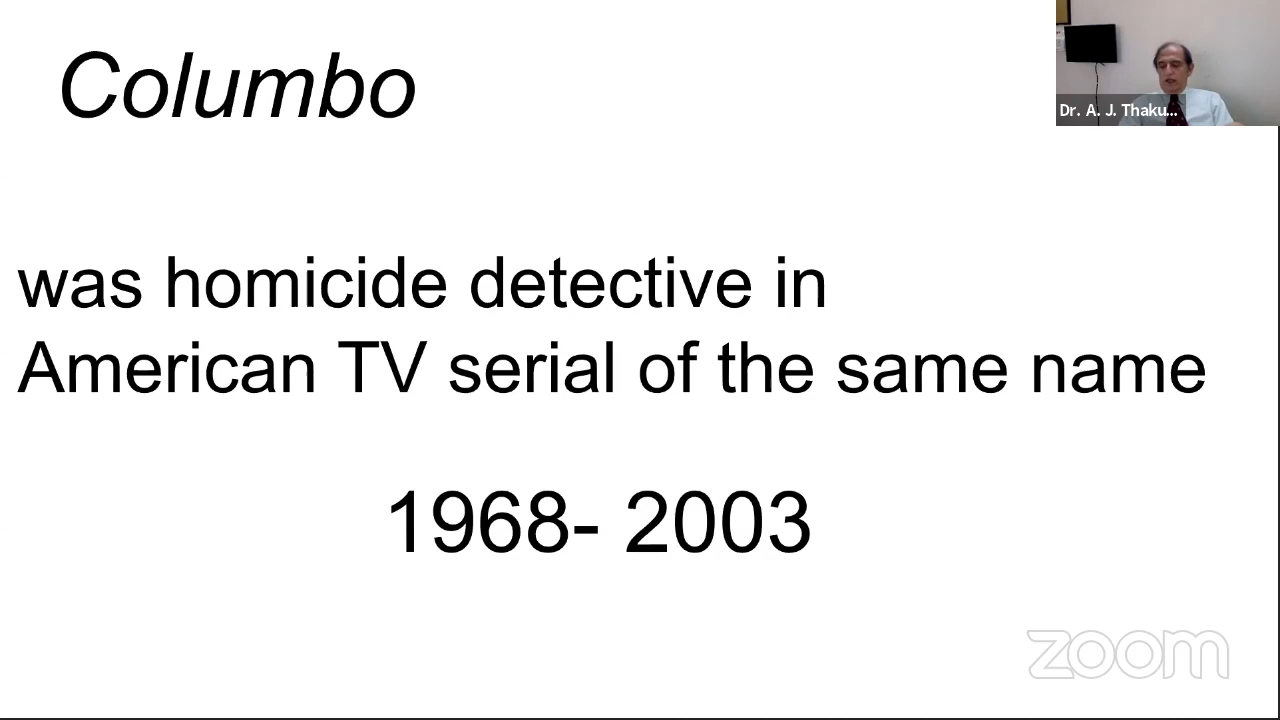 Columbo
Dr. A. J. Thaku...
was homicide detective in
American TV serial of the same name
1968- 2003
zoom